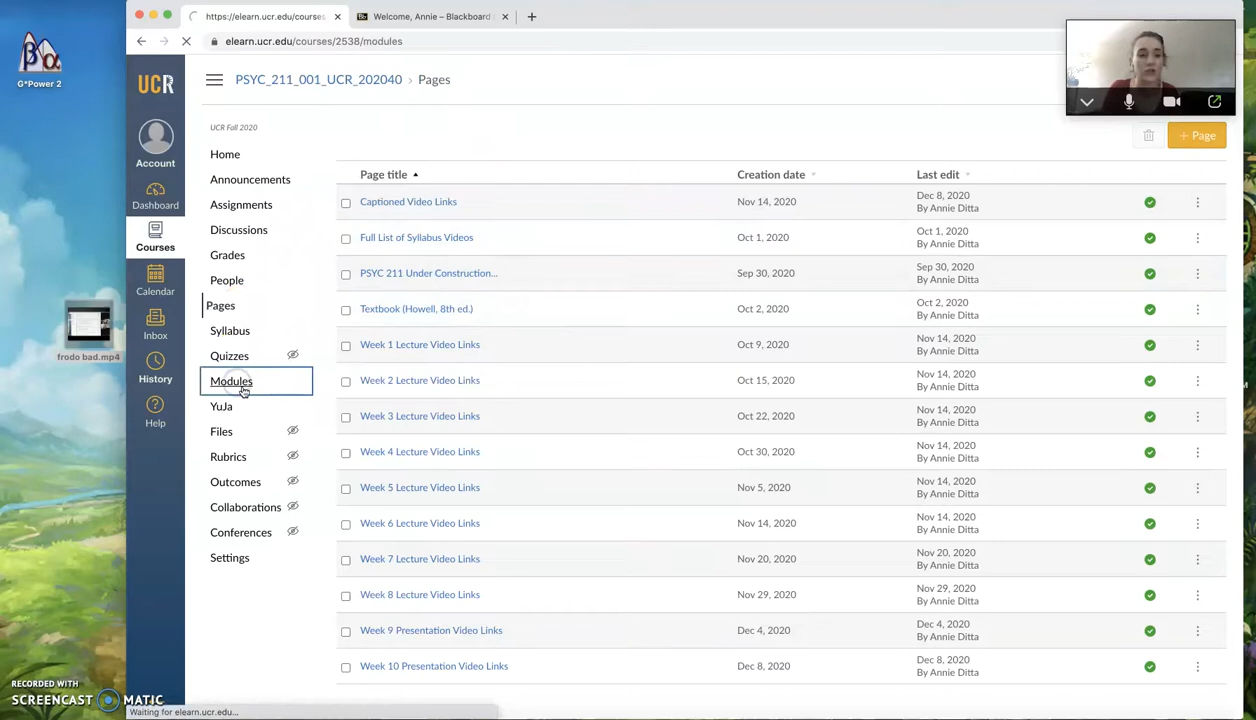 https://elearn.ucr.edu/courses
Welcome, Annie – Blackboard
elearn.ucr.edu/courses/2538/modules
G*Power 2
frodo bad.mp4
UCR
Account
Dashboard
Courses
Calendar
Inbox
History
Help
PSYC_211_001_UCR_202040 › Pages
UCR Fall 2020
Home
Announcements
Assignments
Discussions
Grades
People
Pages
Syllabus
Quizzes
Modules
YuJa
Files
Rubrics
Outcomes
Collaborations
Conferences
Settings
+ Page
Page title Creation date Last edit
Captioned Video Links Nov 14, 2020 Dec 8, 2020
By Annie Ditta
Full List of Syllabus Videos Oct 1, 2020 Oct 1, 2020
By Annie Ditta
PSYC 211 Under Construction... Sep 30, 2020 Sep 30, 2020
By Annie Ditta
Textbook (Howell, 8th ed.) Oct 2, 2020 Oct 2, 2020
By Annie Ditta
Week 1 Lecture Video Links Oct 9, 2020 Nov 14, 2020
By Annie Ditta
Week 2 Lecture Video Links Oct 15, 2020 Nov 14, 2020
By Annie Ditta
Week 3 Lecture Video Links Oct 22, 2020 Nov 14, 2020
By Annie Ditta
Week 4 Lecture Video Links Oct 30, 2020 Nov 14, 2020
By Annie Ditta
Week 5 Lecture Video Links Nov 5, 2020 Nov 14, 2020
By Annie Ditta
Week 6 Lecture Video Links Nov 14, 2020 Nov 14, 2020
By Annie Ditta
Week 7 Lecture Video Links Nov 20, 2020 Nov 20, 2020
By Annie Ditta
Week 8 Lecture Video Links Nov 29, 2020 Nov 29, 2020
By Annie Ditta
Week 9 Presentation Video Links Dec 4, 2020 Dec 4, 2020
By Annie Ditta
Week 10 Presentation Video Links Dec 8, 2020 Dec 8, 2020
By Annie Ditta
RECORDED WITH
SCREENCAST MATIC
Waiting for elearn.ucr.edu...